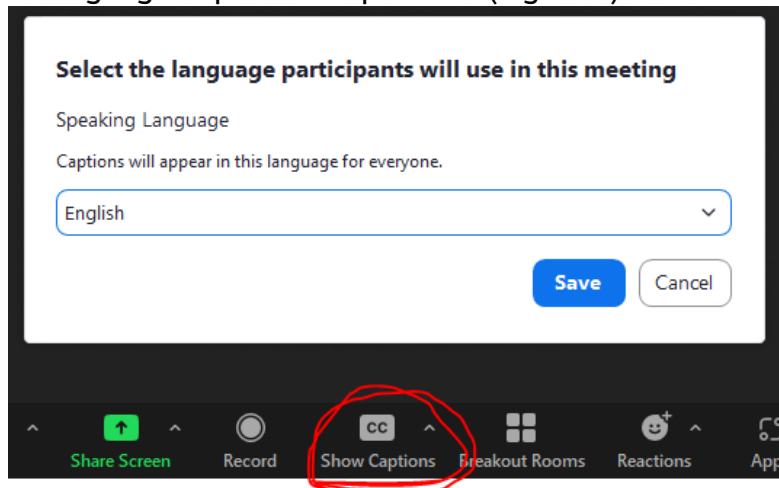 Select the language participants will use in this meeting
Speaking Language
Captions will appear in this language for everyone.
English
Save Cancel
CC
Share Screen Record Show Captions Breakout Rooms Reactions